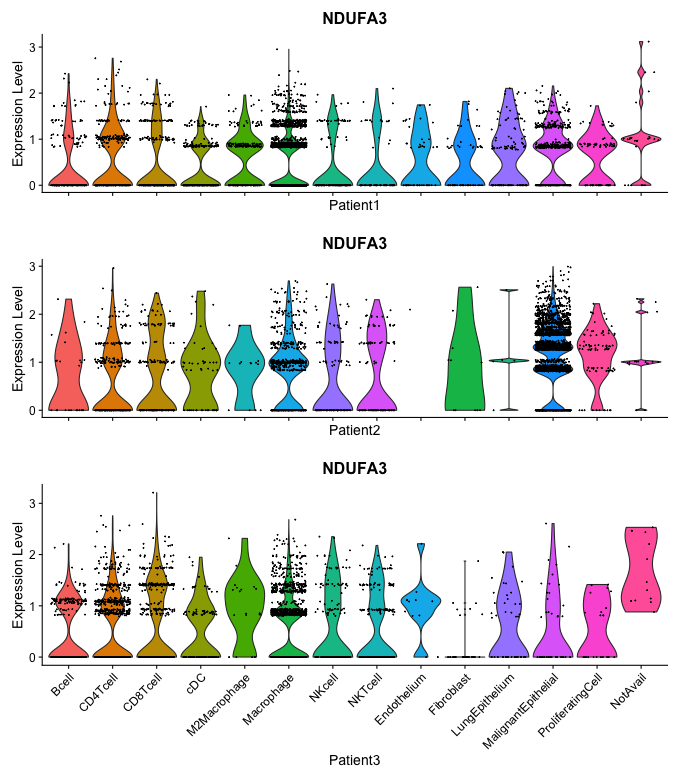 NDUFA3
Expression Level
3
2
1
0
Patient1
NDUFA3
Expression Level
3
2
1
0
Patient2
NDUFA3
Expression Level
3
2
1
0
Bcell
CD4Tcell
CD8Tcell
cDC
M2Macrophage
Macrophage
NKcell
NKTcell
Endothelium
Fibroblast
LungEpithelium
MalignantEpithelial
ProliferatingCell
NotAvail
Patient3